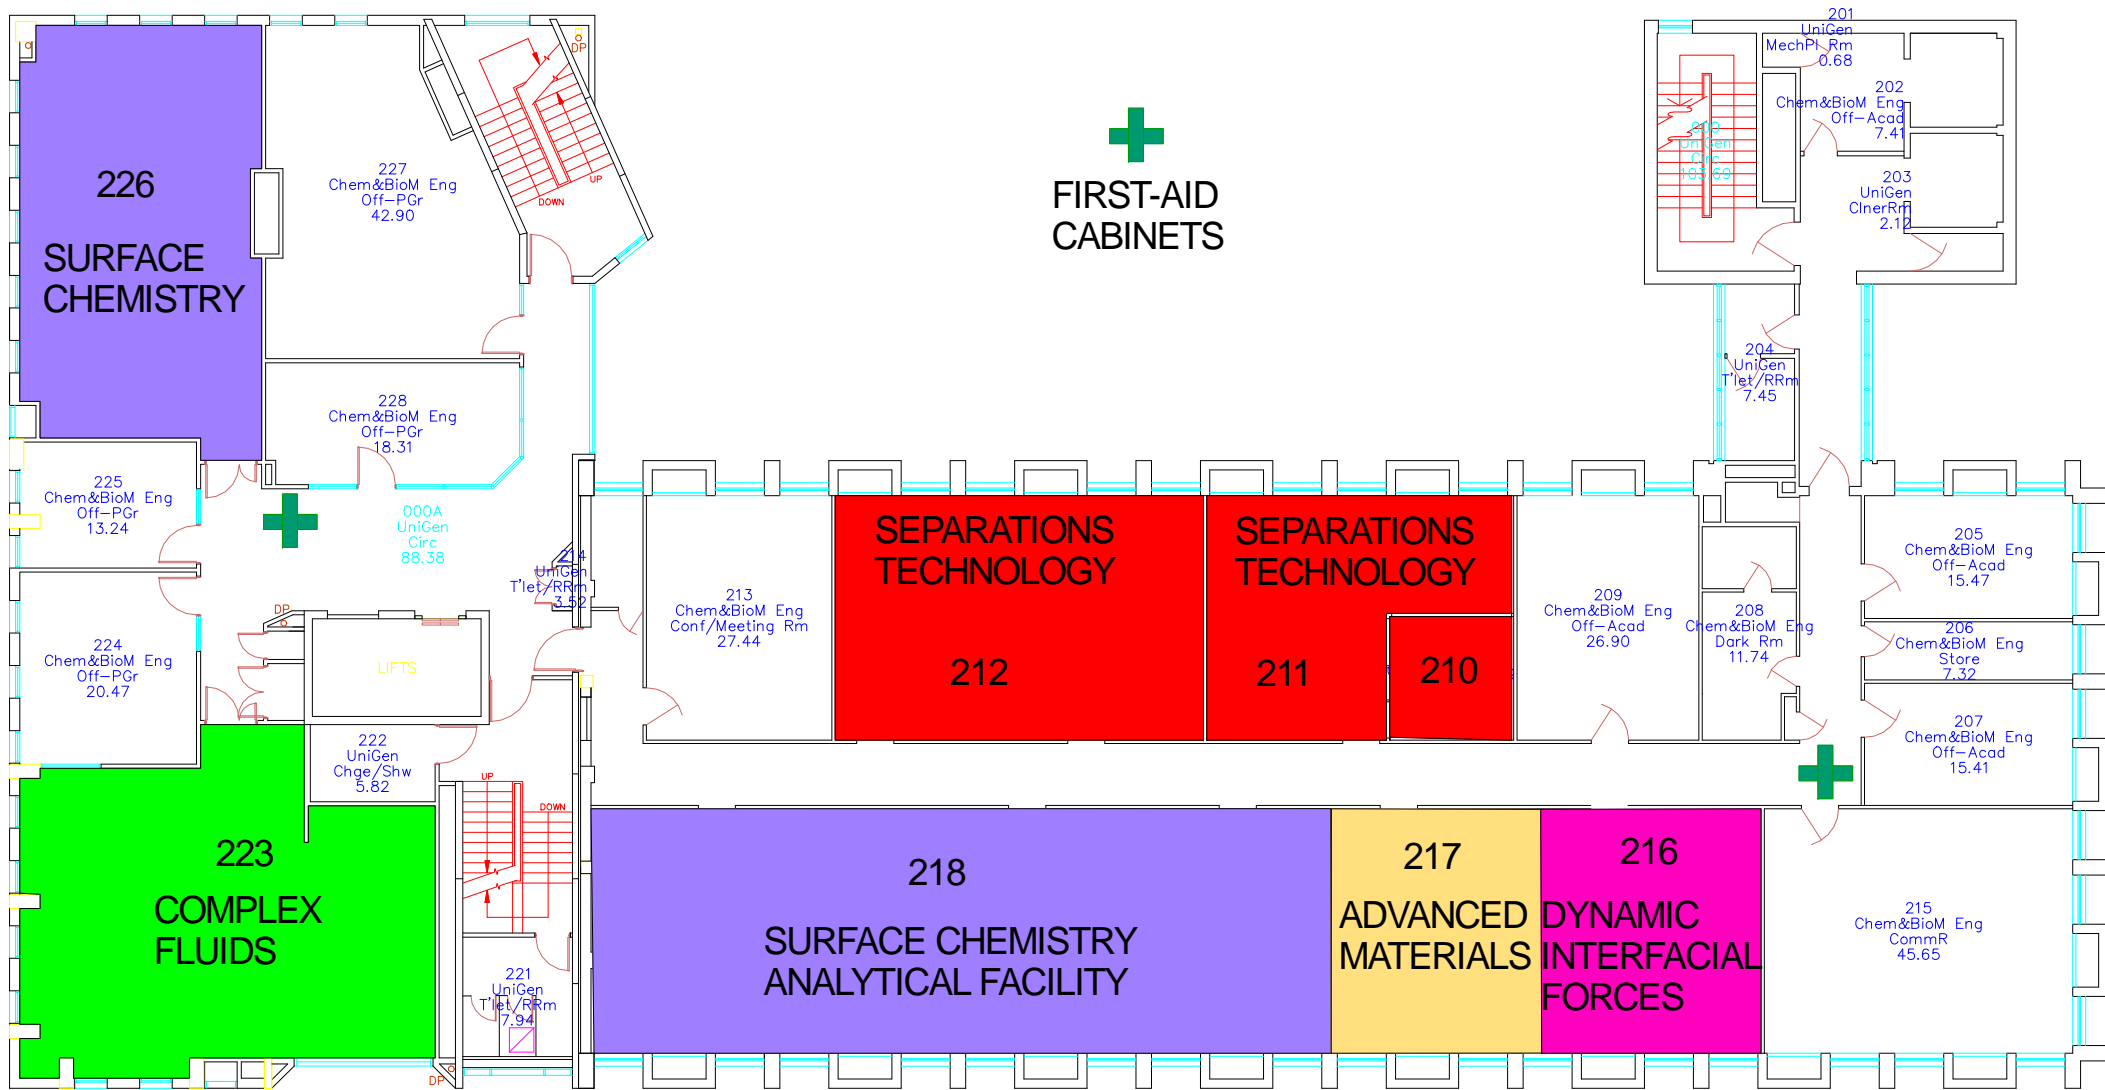 201
UniGen
MechPl Rm
0.68
202
Chem&BioM Eng
Off-Acad
7.41
203
UniGen
ClnerRm
2.12
000
UniGen
Circ
103.69
204
UniGen
T'let/RRm
7.45
DP
UP
DOWN
226
SURFACE
CHEMISTRY
227
Chem&BioM Eng
Off-PGr
42.90
FIRST-AID
CABINETS
228
Chem&BioM Eng
Off-PGr
18.31
225
Chem&BioM Eng
Off-PGr
13.24
000A
UniGen
Circ
88.38
214
UniGen
T'let/RRm
3.52
224
Chem&BioM Eng
Off-PGr
20.47
DP
LIFTS
213
Chem&BioM Eng
Conf/Meeting Rm
27.44
SEPARATIONS
TECHNOLOGY
212
SEPARATIONS
TECHNOLOGY
211
210
209
Chem&BioM Eng
Off-Acad
26.90
208
Chem&BioM Eng
Dark Rm
11.74
205
Chem&BioM Eng
Off-Acad
15.47
206
Chem&BioM Eng
Store
7.32
207
Chem&BioM Eng
Off-Acad
15.41
222
UniGen
Chge/Shw
5.82
UP
DOWN
223
COMPLEX
FLUIDS
221
UniGen
T'let/RRm
7.94
DP
218
SURFACE CHEMISTRY
ANALYTICAL FACILITY
217
ADVANCED
MATERIALS
216
DYNAMIC
INTERFACIAL
FORCES
215
Chem&BioM Eng
CommR
45.65